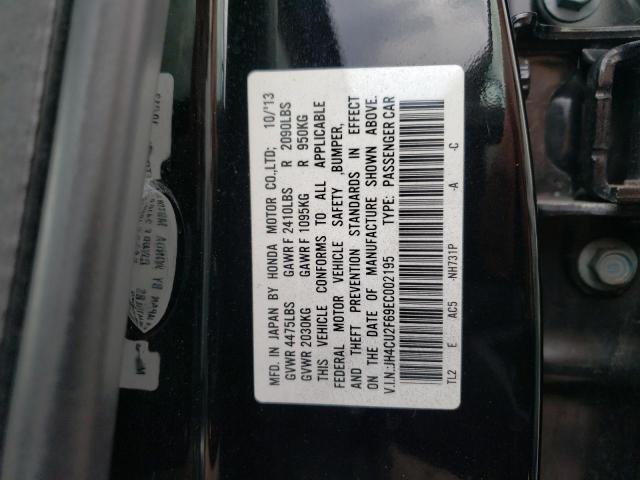 MFD. IN JAPAN BY HONDA MOTOR CO.,LTD; 10/'13
GVWR 4475LBS GAWR F 2410LBS R 2090LBS
GVWR 2030KG GAWR F 1095KG R 950KG
THIS VEHICLE CONFORMS TO ALL APPLICABLE
FEDERAL MOTOR VEHICLE SAFETY ,BUMPER,
AND THEFT PREVENTION STANDARDS IN EFFECT
ON THE DATE OF MANUFACTURE SHOWN ABOVE.
V.I.N.:JH4CU2F69EC002195 TYPE: PASSENGER CAR
TL2 E AC5 -NH731P -A -C